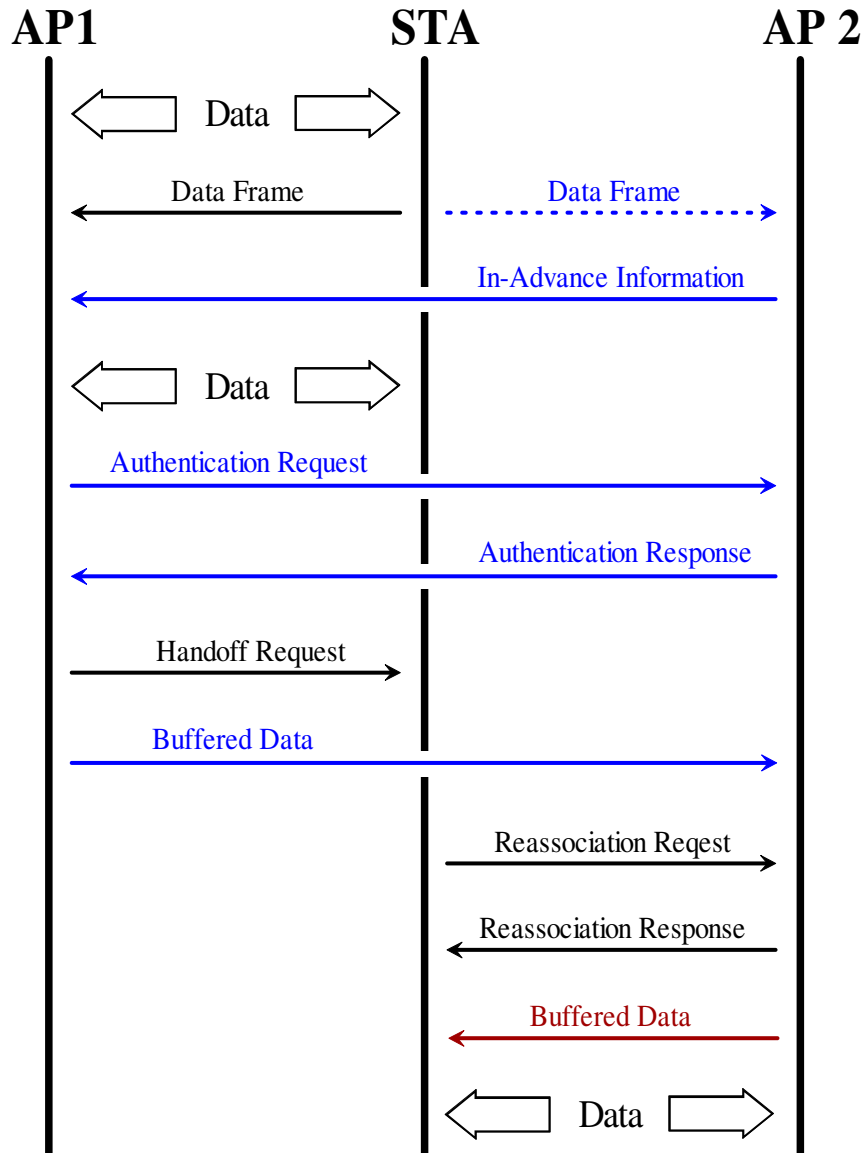 AP1 STA AP 2
Data
Data Frame Data Frame
In-Advance Information
Data
Authentication Request
Authentication Response
Handoff Request
Buffered Data
Reassociation Reqest
Reassociation Response
Buffered Data
Data